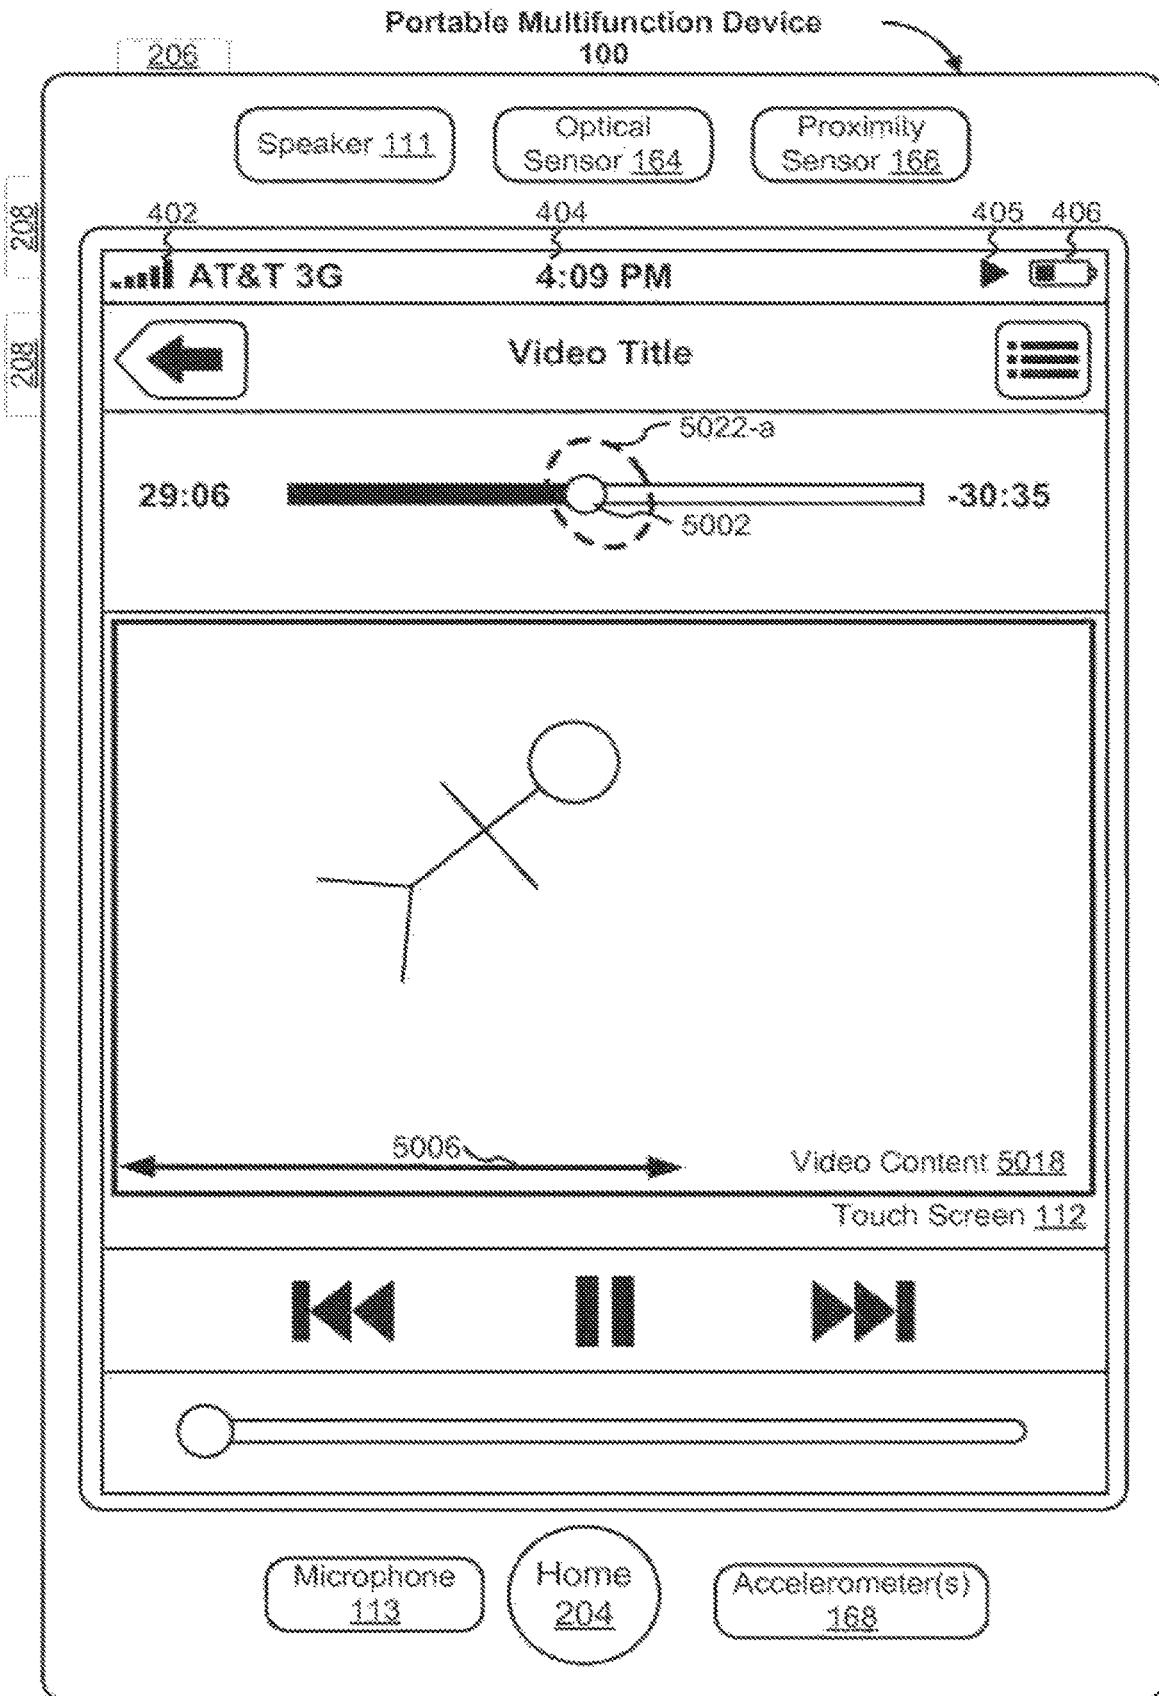 Portable Multifunction Device
100
206
Speaker 111
Optical
Sensor 164
Proximity
Sensor 166
208
208
402
404
405
406
AT&T 3G
4:09 PM
Video Title
5022-a
29:06
-30:35
5002
5006
Video Content 5018
Touch Screen 112
Microphone
113
Home
204
Accelerometer(s)
168